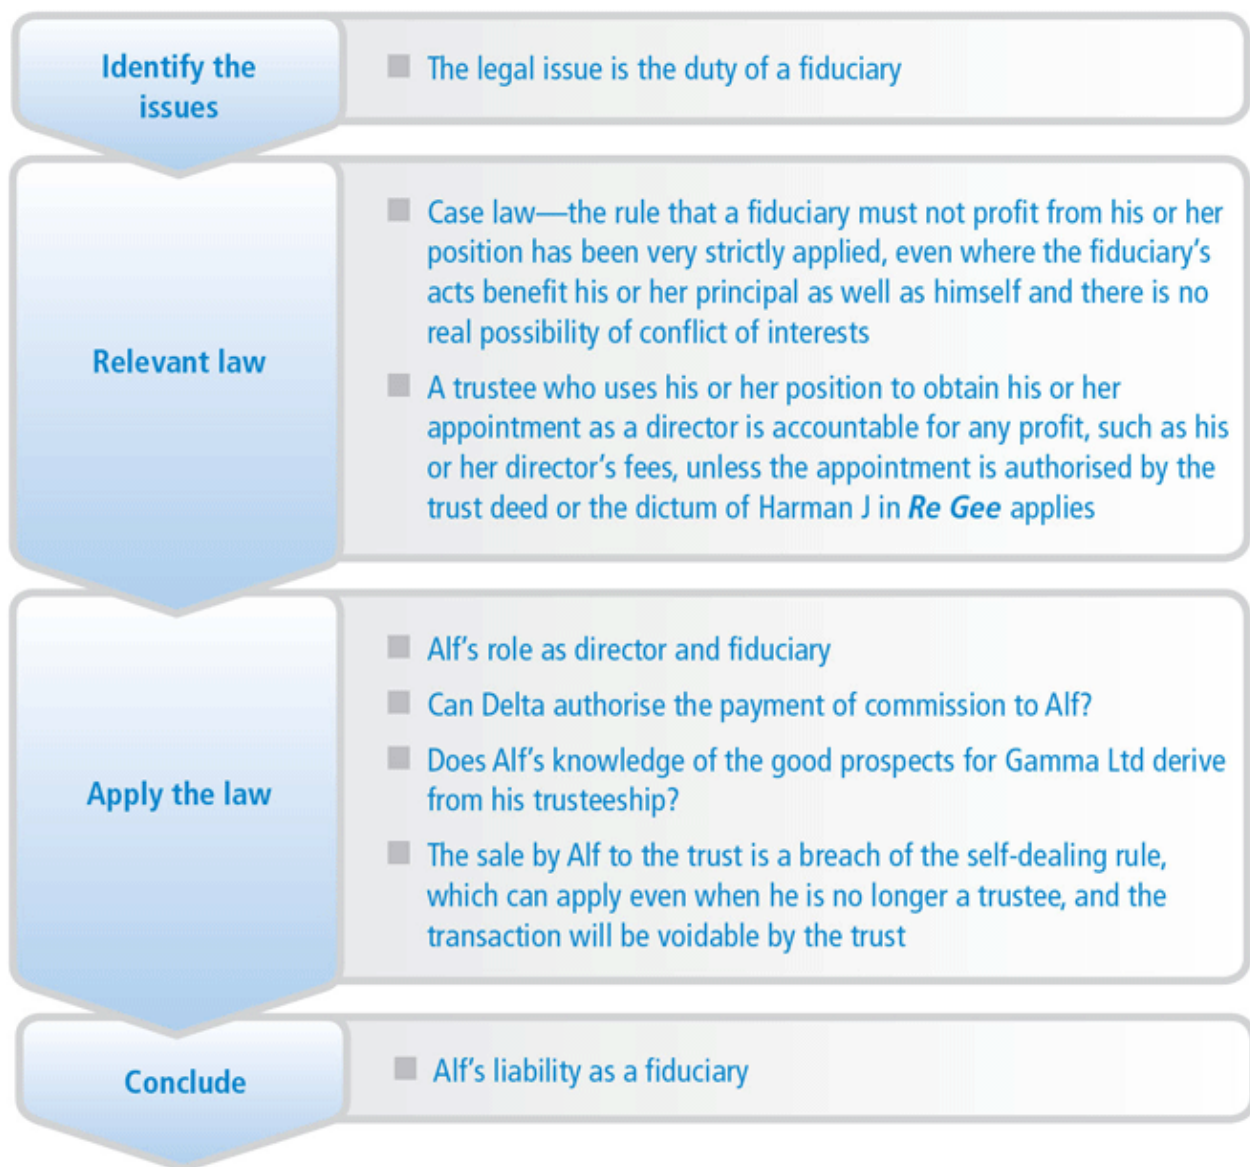 Identify the
issues
■ The legal issue is the duty of a fiduciary
Relevant law
■ Case law—the rule that a fiduciary must not profit from his or her
position has been very strictly applied, even where the fiduciary's
acts benefit his or her principal as well as himself and there is no
real possibility of conflict of interests
■ A trustee who uses his or her position to obtain his or her
appointment as a director is accountable for any profit, such as his
or her director's fees, unless the appointment is authorised by the
trust deed or the dictum of Harman J in Re Gee applies
Apply the law
■ Alf's role as director and fiduciary
■ Can Delta authorise the payment of commission to Alf?
■ Does Alf's knowledge of the good prospects for Gamma Ltd derive
from his trusteeship?
■ The sale by Alf to the trust is a breach of the self-dealing rule,
which can apply even when he is no longer a trustee, and the
transaction will be voidable by the trust
Conclude
■ Alf's liability as a fiduciary